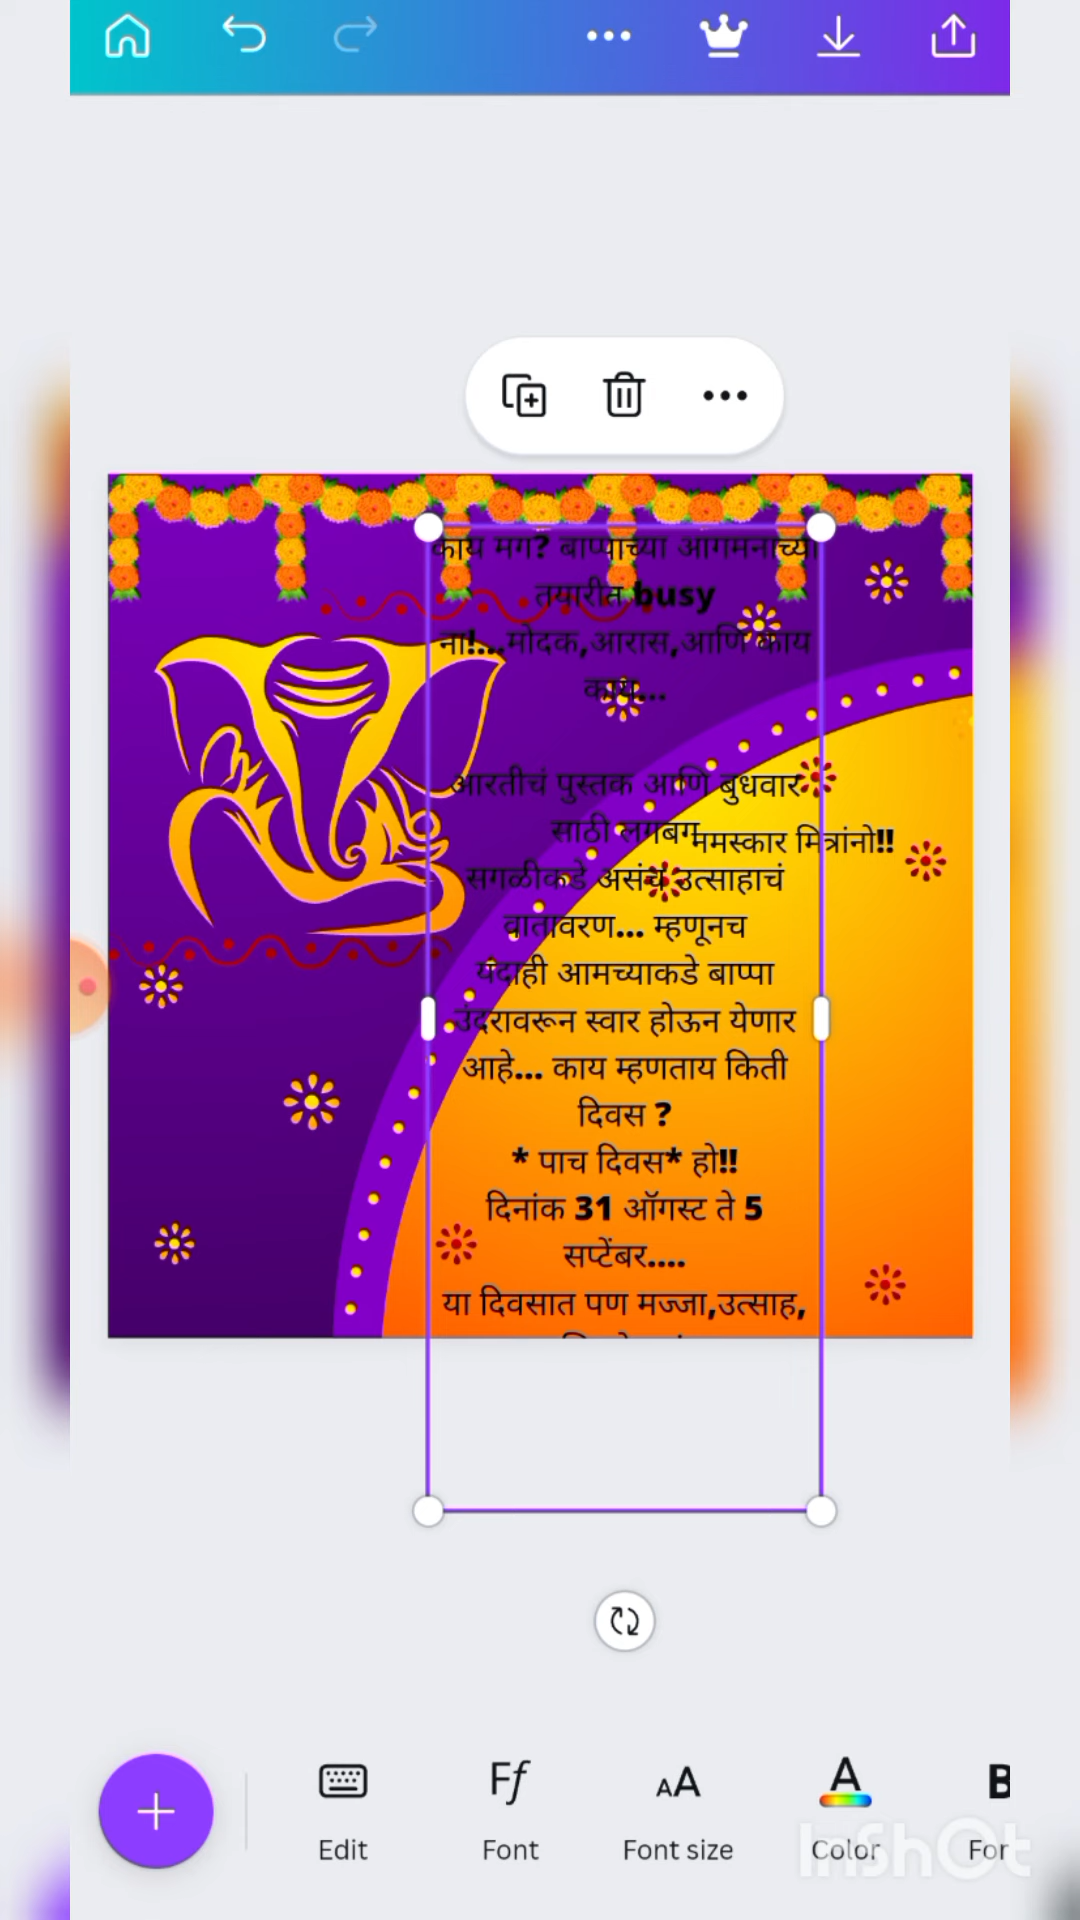 काय मग? बाप्पाच्या आगमनाच्या
तयारीत busy
ना!...मोदक,आरास,आणि काय
काय...
आरतीचं पुस्तक आणि बुधवार
साठी लगबग
नमस्कार मित्रांनो!!
सगळीकडे असंच उत्साहाचं
वातावरण... म्हणूनच
यंदाही आमच्याकडे बाप्पा
उंदरावरून स्वार होऊन येणार
आहे... काय म्हणताय किती
दिवस ?
* पाच दिवस* हो!!
दिनांक 31 ऑगस्ट ते 5
सप्टेंबर....
या दिवसात पण मज्जा,उत्साह,
Edit
Font
Font size
Color
For
InShOt